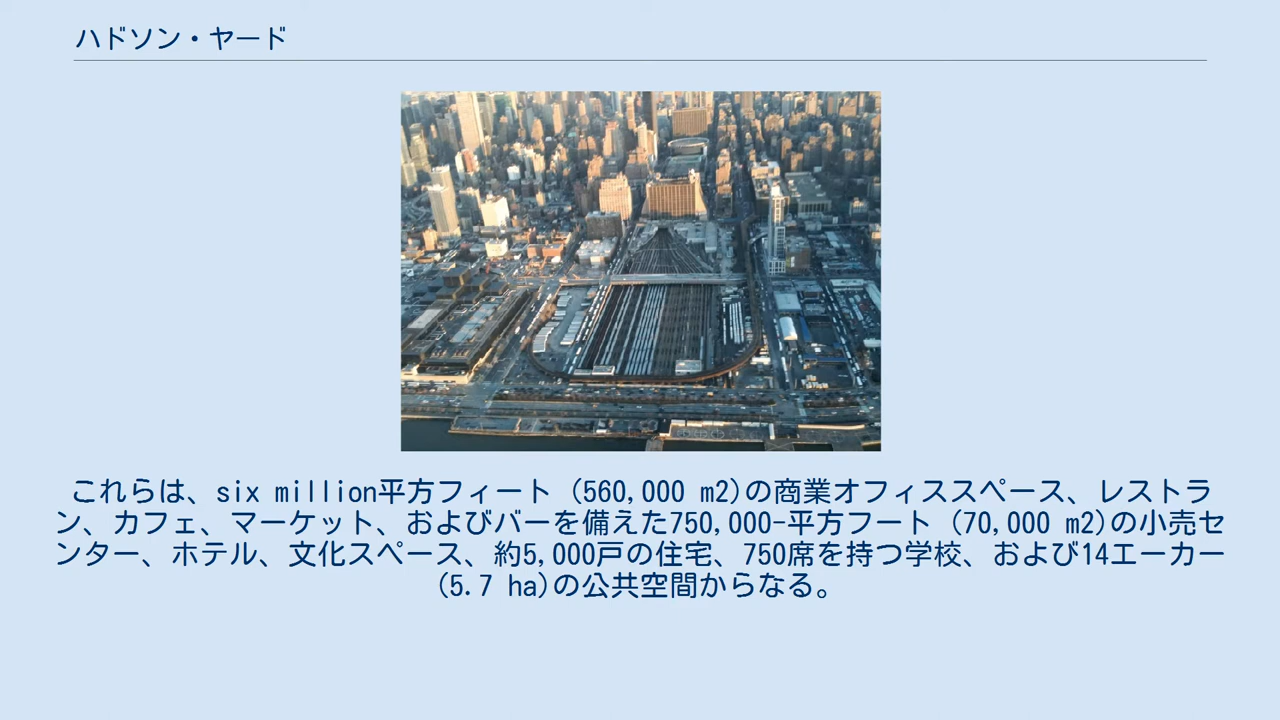 ハドソン・ヤード
これらは、six million平方フィート (560,000 m2)の商業オフィススペース、レストラ
ン、カフェ、マーケット、およびバーを備えた750,000-平方フート (70,000 m2)の小売セ
ンター、ホテル、文化スペース、約5,000戸の住宅、750席を持つ学校、および14エーカー
(5.7 ha)の公共空間からなる。